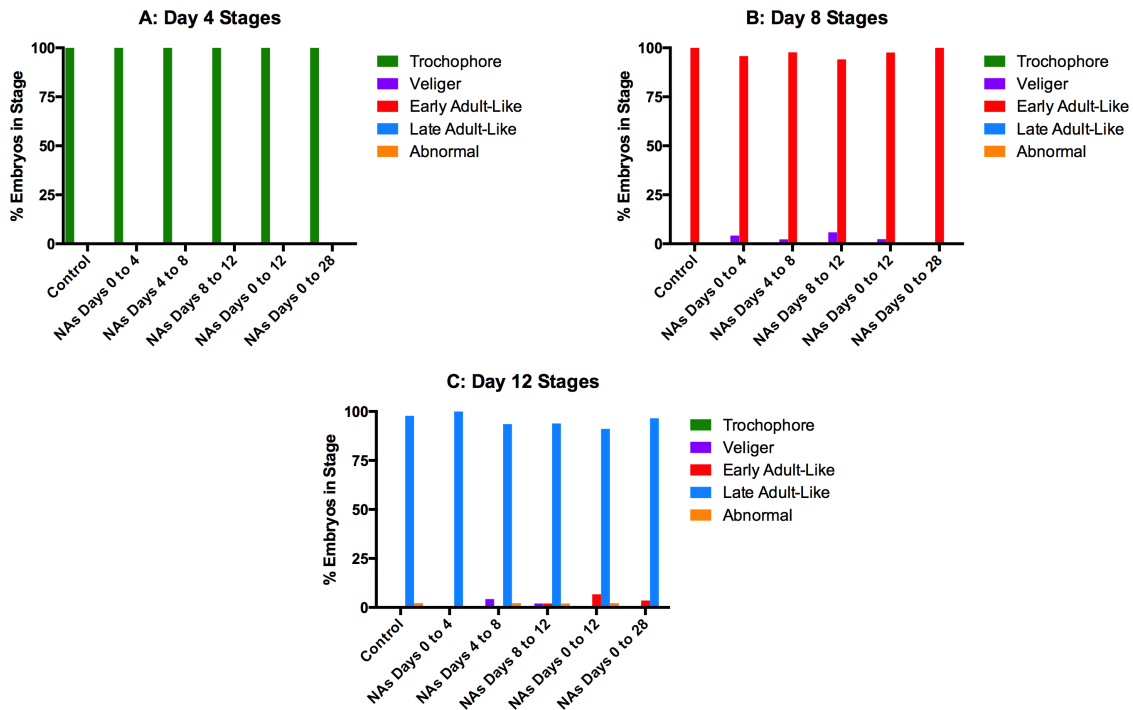 A: Day 4 Stages
% Embryos in Stage
100
75
50
25
0
Control
NAs Days 0 to 4
NAs Days 4 to 8
NAs Days 8 to 12
NAs Days 0 to 12
NAs Days 0 to 28
Trochophore
Veliger
Early Adult-Like
Late Adult-Like
Abnormal
B: Day 8 Stages
% Embryos in Stage
100
75
50
25
0
Control
NAs Days 0 to 4
NAs Days 4 to 8
NAs Days 8 to 12
NAs Days 0 to 12
NAs Days 0 to 28
Trochophore
Veliger
Early Adult-Like
Late Adult-Like
Abnormal
C: Day 12 Stages
% Embryos in Stage
100
75
50
25
0
Control
NAs Days 0 to 4
NAs Days 4 to 8
NAs Days 8 to 12
NAs Days 0 to 12
NAs Days 0 to 28
Trochophore
Veliger
Early Adult-Like
Late Adult-Like
Abnormal